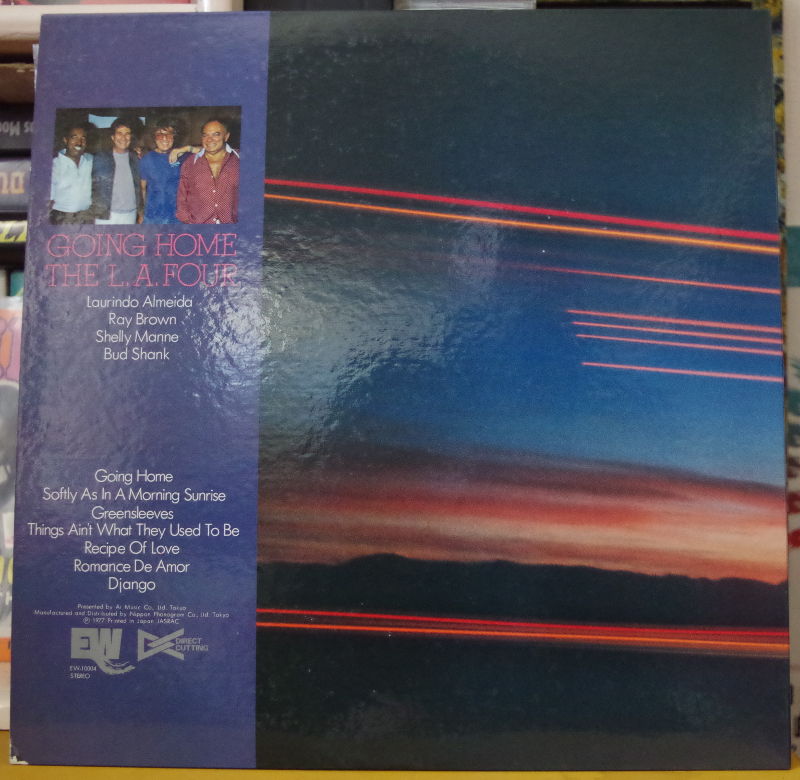 GOING HOME
THE L.A. FOUR
Laurindo Almeida
Ray Brown
Shelly Manne
Bud Shank
Going Home
Softly As In A Morning Sunrise
Greensleeves
Things Ain't What They Used To Be
Recipe Of Love
Romance De Amor
Django
Presented by Ai Music Co., Ltd. Tokyo
Manufactured and Distributed by Nippon Phonogram Co., Ltd. Tokyo
Ⓟ 1977 Printed in Japan JASRAC
EW
DIRECT
CUTTING
EW-10004
STEREO